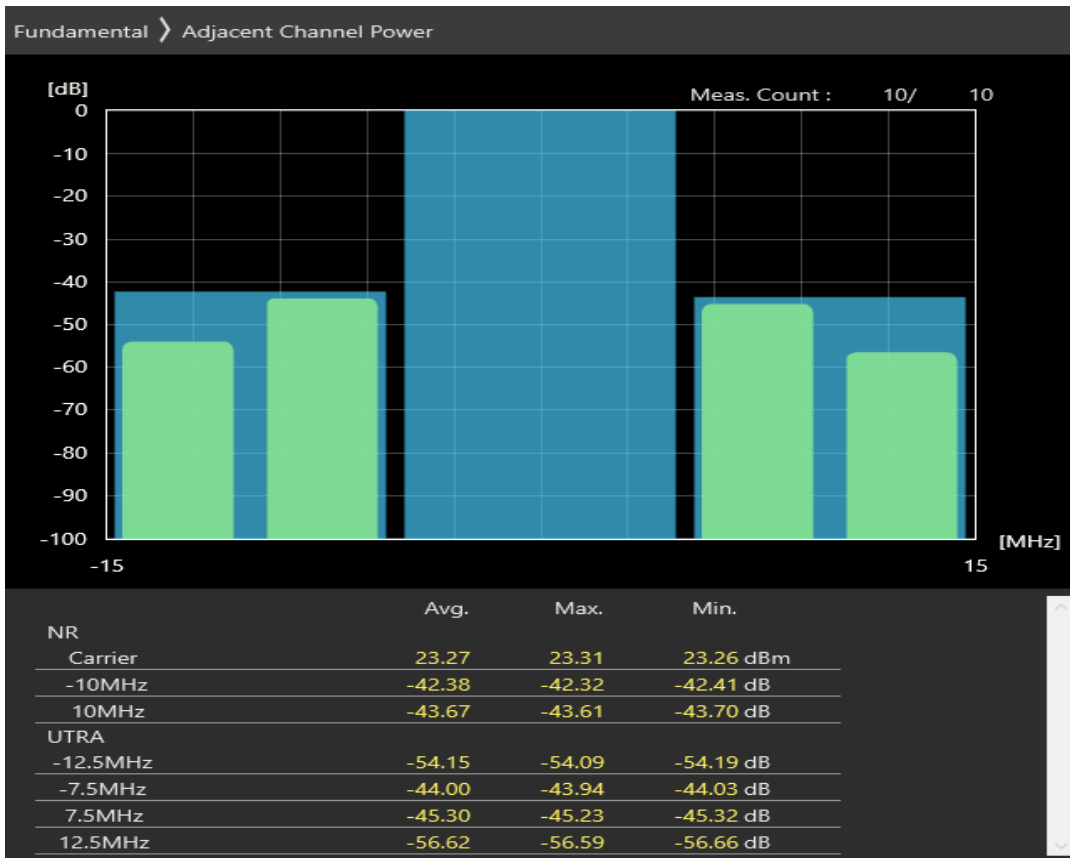 Fundamental 〉 Adjacent Channel Power
[dB]
Meas. Count : 10/ 10
0
-10
-20
-30
-40
-50
-60
-70
-80
-90
-100
[MHz]
-15 15
Avg. Max. Min.
NR
Carrier 23.27 23.31 23.26 dBm
-10MHz -42.38 -42.32 -42.41 dB
10MHz -43.67 -43.61 -43.70 dB
UTRA
-12.5MHz -54.15 -54.09 -54.19 dB
-7.5MHz -44.00 -43.94 -44.03 dB
7.5MHz -45.30 -45.23 -45.32 dB
12.5MHz -56.62 -56.59 -56.66 dB